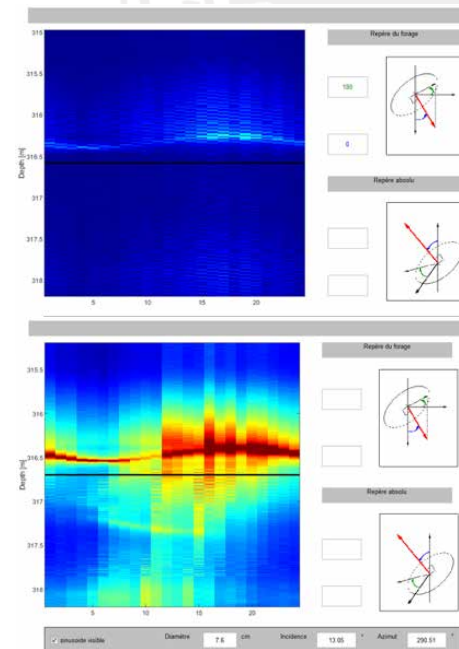 315
Repère du forage
315.5
180
316
0
316.5
Depth [m]
317
Repère absolu
317.5
318
5 10 15 20
Repère du forage
315.5
316
316.5
Depth [m]
317
Repère absolu
317.5
318
5 10 15 20
sinusoide visible Diamètre 7.6 cm Incidence 13.05 ° Azimut 290.51 °